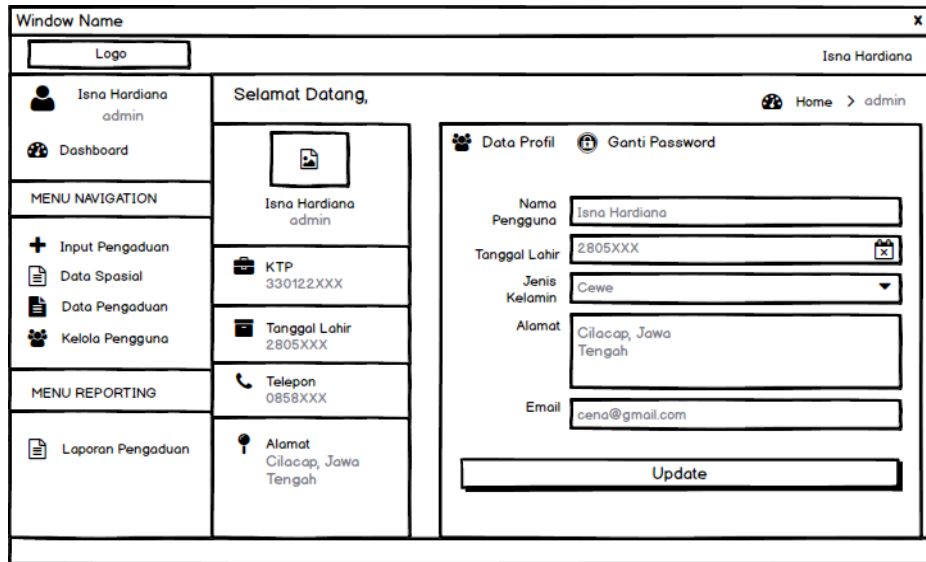 Window Name x
Logo
Isna Hardiana
Isna Hardiana
admin
Dashboard
MENU NAVIGATION
Input Pengaduan
Data Spasial
Data Pengaduan
Kelola Pengguna
MENU REPORTING
Laporan Pengaduan
Selamat Datang,
Home > admin
Isna Hardiana
admin
KTP
330122XXX
Tanggal Lahir
2805XXX
Telepon
0858XXX
Alamat
Cilacap, Jawa
Tengah
Data Profil
Ganti Password
Nama
Pengguna
Isna Hardiana
Tanggal Lahir
2805XXX
Jenis
Kelamin
Cewe
Alamat
Cilacap, Jawa
Tengah
Email
cena@gmail.com
Update